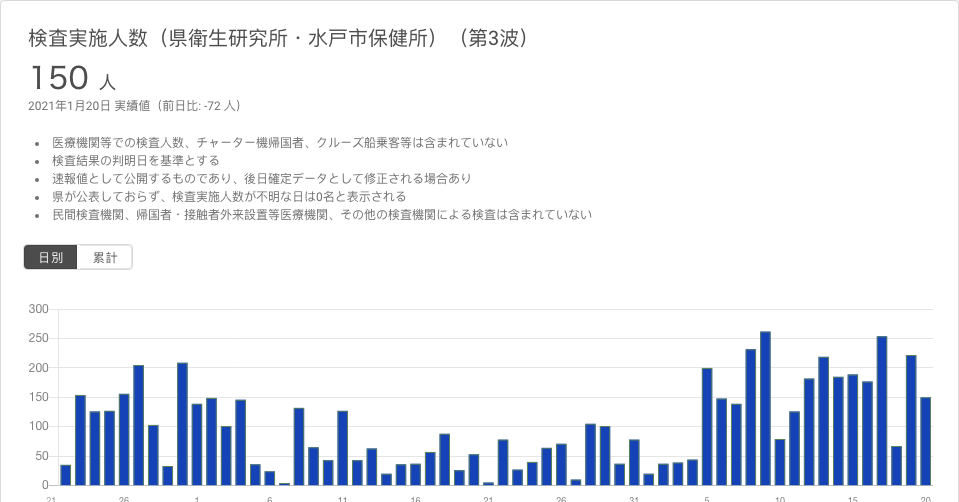 検査実施人数（県衛生研究所・水戸市保健所）（第3波）
150 人
2021年1月20日 実績値（前日比: -72 人）
医療機関等での検査人数、チャーター機帰国者、クルーズ船乗客等は含まれていない
検査結果の判明日を基準とする
速報値として公開するものであり、後日確定データとして修正される場合あり
県が公表しておらず、検査実施人数が不明な日は0名と表示される
民間検査機関、帰国者・接触者外来設置等医療機関、その他の検査機関による検査は含まれていない
日別 累計
300
250
200
150
100
50
0
21 26 1 6 11 16 21 26 31 5 10 15 20